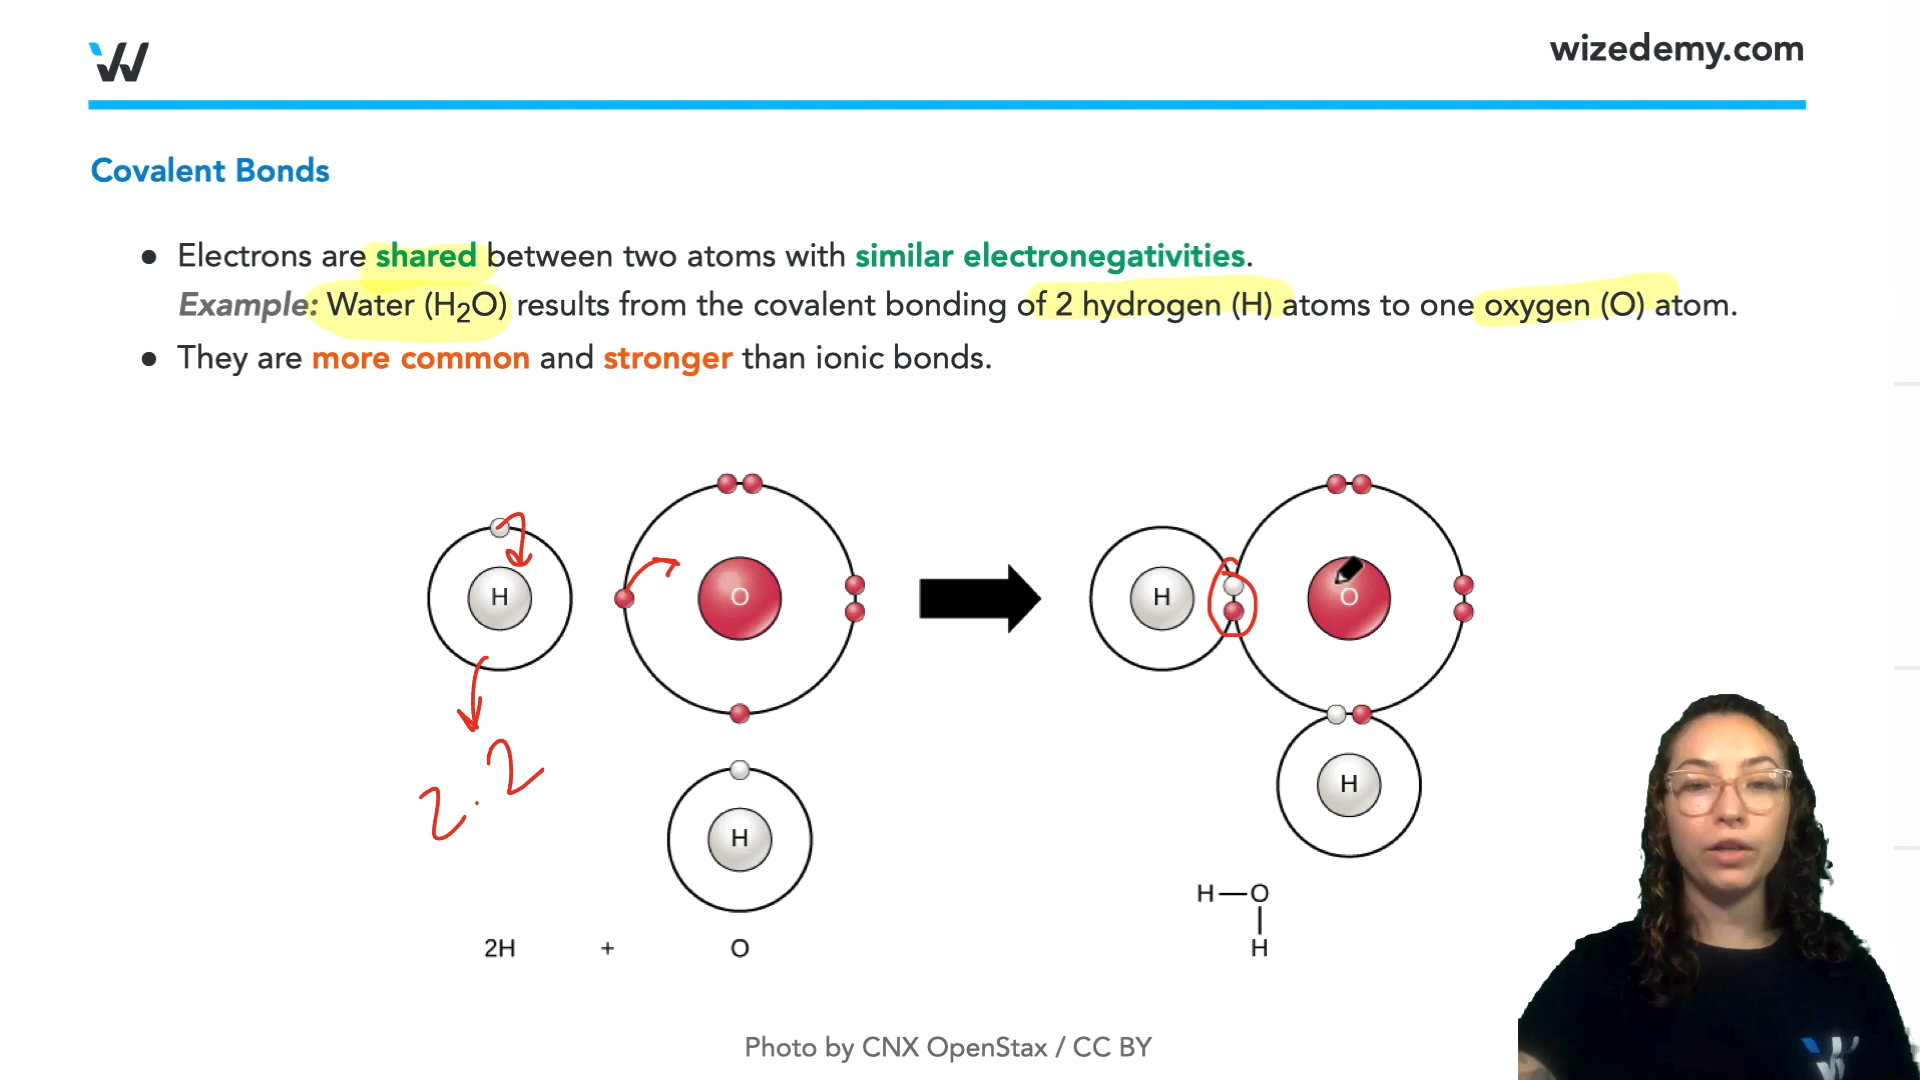 wizedemy.com
Covalent Bonds
● Electrons are shared between two atoms with similar electronegativities.
Example: Water (H₂O) results from the covalent bonding of 2 hydrogen (H) atoms to one oxygen (O) atom.
● They are more common and stronger than ionic bonds.
H O H O
2.2
H H
H—O
H
2H + O
Photo by CNX OpenStax / CC BY